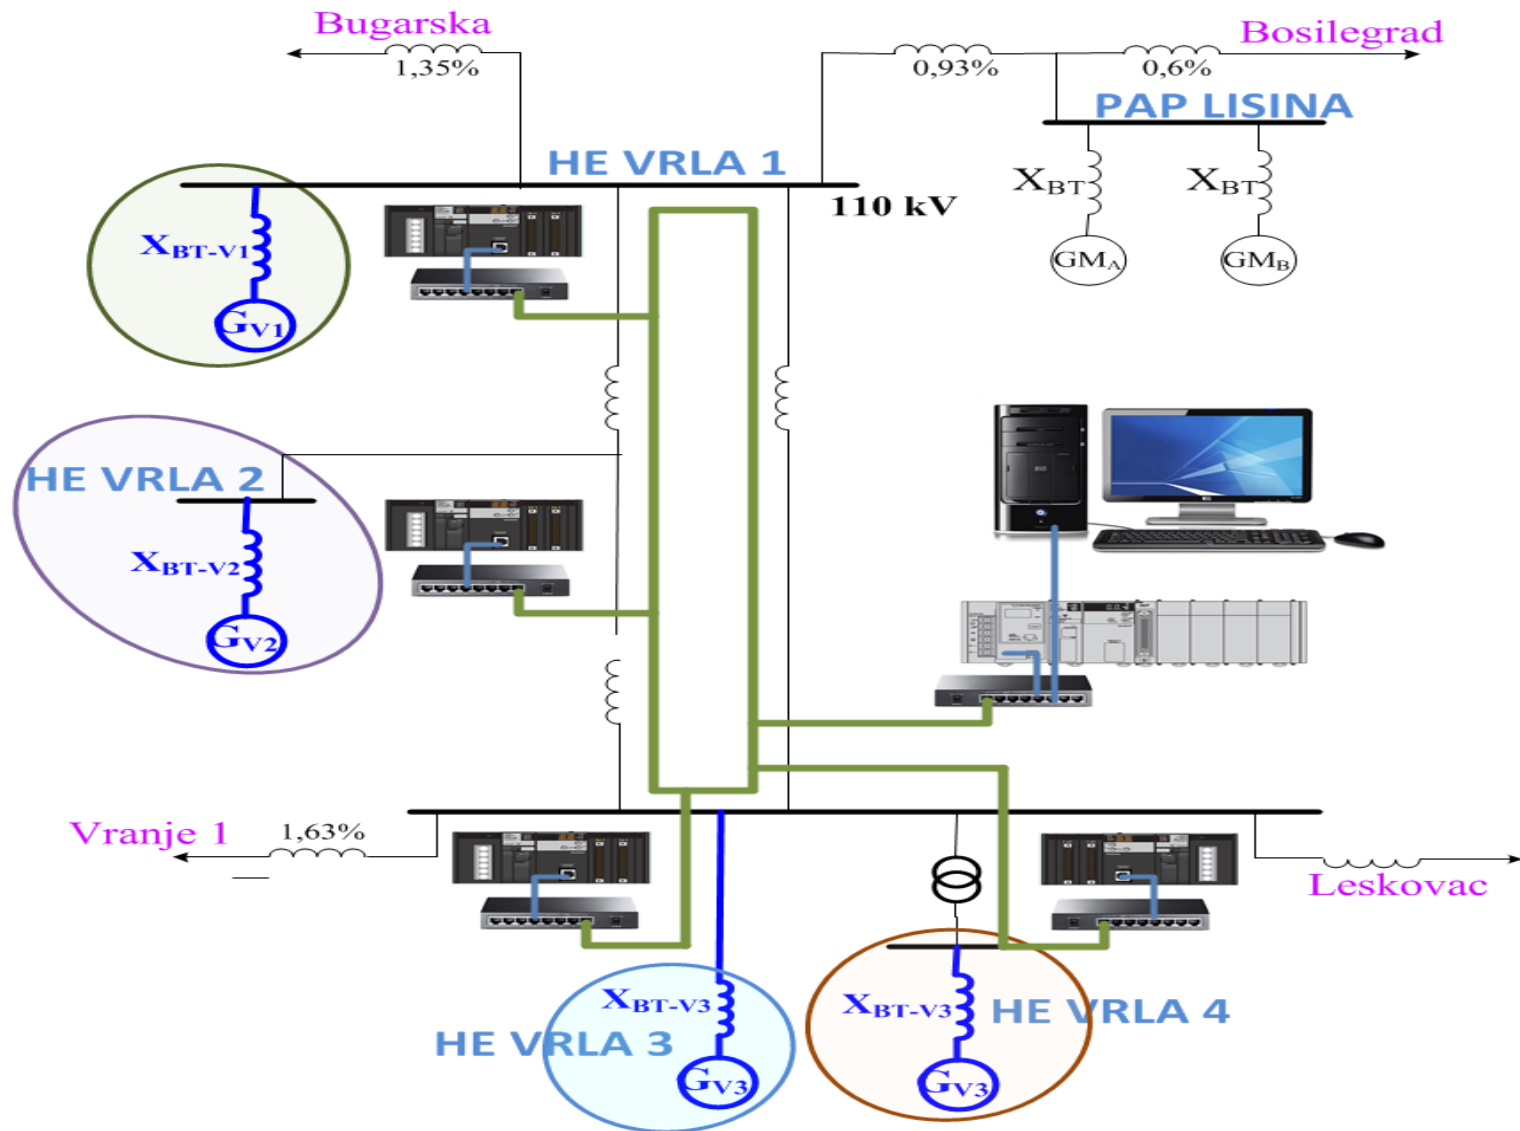 Bugarska
1,35%
0,93%
0,6%
Bosilegrad
PAP LISINA
HE VRLA 1
110 kV
XBT
XBT
GMA
GMB
XBT-V1
GV1
HE VRLA 2
XBT-V2
GV2
Vranje 1
1,63%
Leskovac
HE VRLA 3
XBT-V3
GV3
XBT-V3
HE VRLA 4
GV3